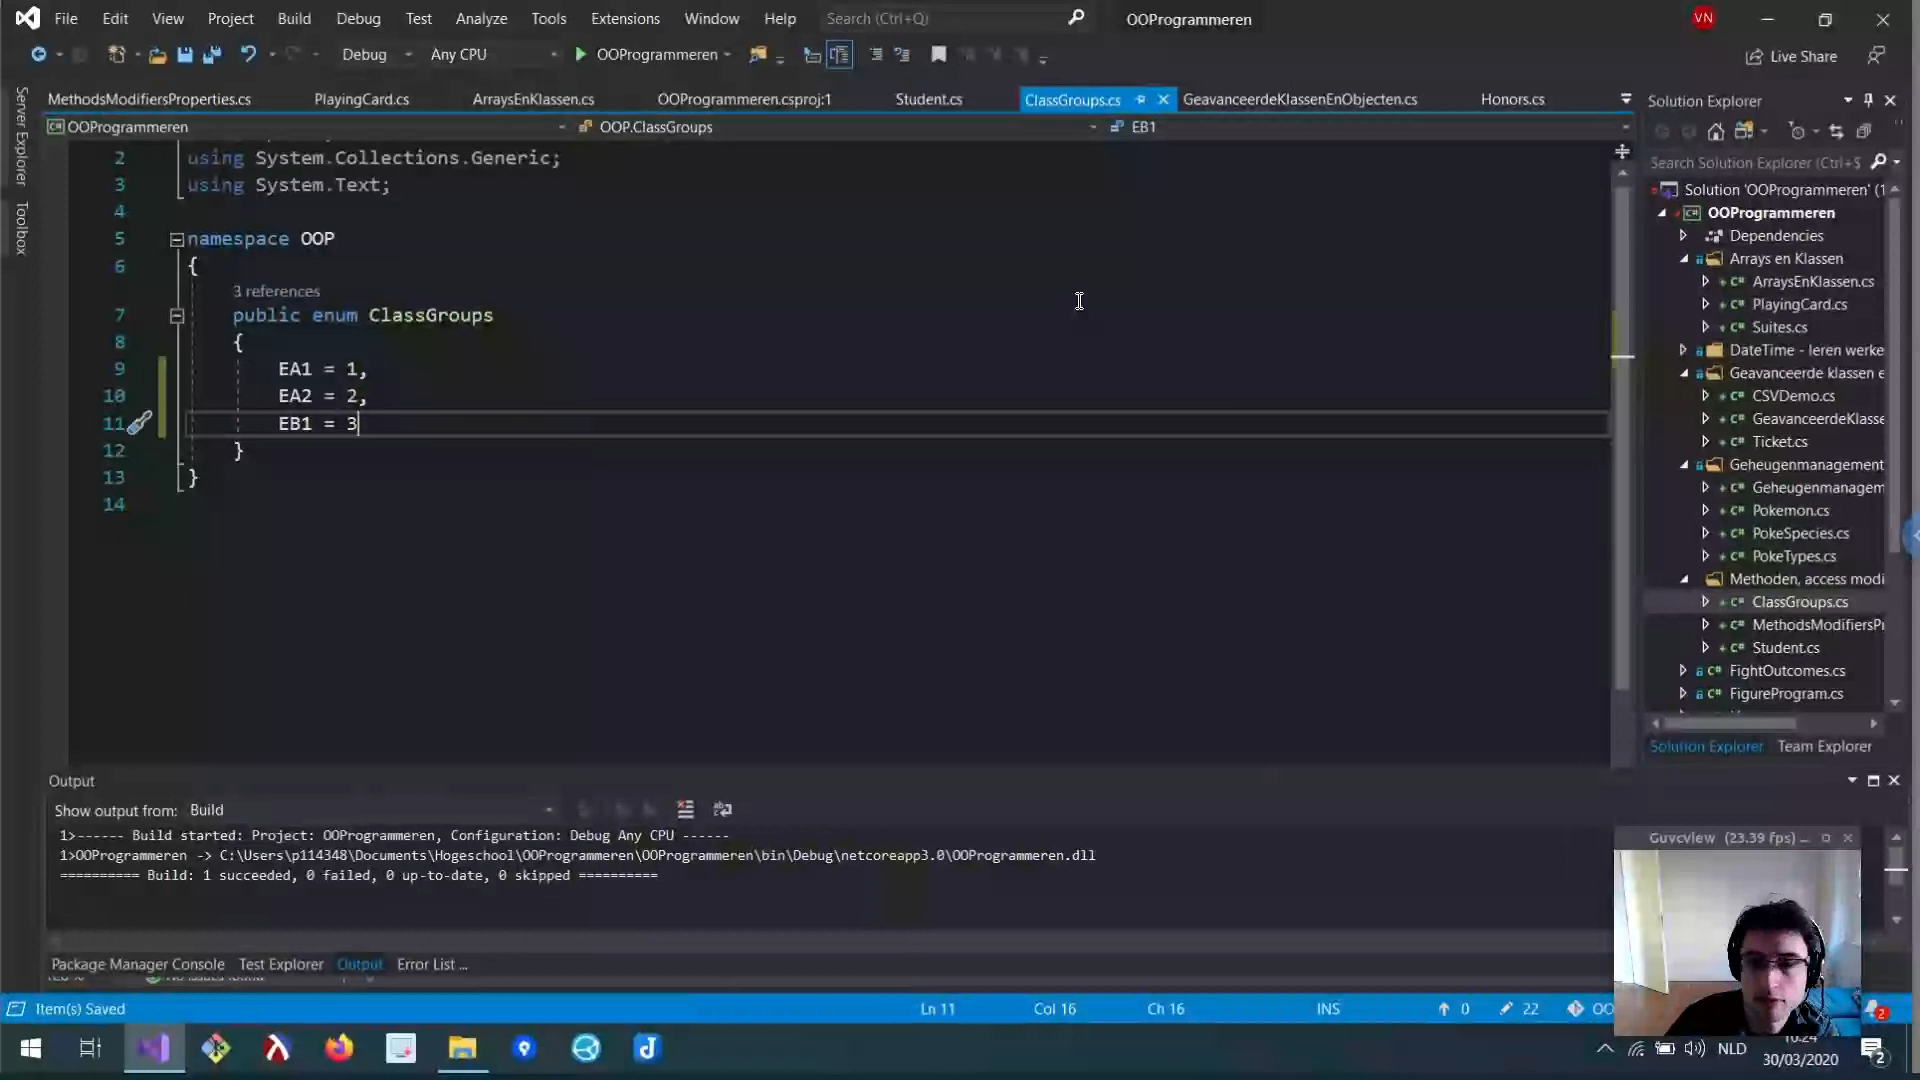 File Edit View Project Build Debug Test Analyze Tools Extensions Window Help Search (Ctrl+Q) OOProgrammeren VN
Debug Any CPU OOProgrammeren Live Share
MethodsModifiersProperties.cs PlayingCard.cs ArraysEnKlassen.cs OOProgrammeren.csproj:1 Student.cs ClassGroups.cs GeavanceerdeKlassenEnObjecten.cs Honors.cs
OOProgrammeren OOP.ClassGroups EB1
Server Explorer
Toolbox
2 using System.Collections.Generic;
3 using System.Text;
4
5 namespace OOP
6 {
3 references
7 public enum ClassGroups
8 {
9 EA1 = 1,
10 EA2 = 2,
11 EB1 = 3
12 }
13 }
14
Solution Explorer
Search Solution Explorer (Ctrl+$
Solution 'OOProgrammeren' (1
OOProgrammeren
Dependencies
Arrays en Klassen
C# ArraysEnKlassen.cs
C# PlayingCard.cs
C# Suites.cs
DateTime - leren werke
Geavanceerde klassen e
C# CSVDemo.cs
C# GeavanceerdeKlasse
C# Ticket.cs
Geheugenmanagement
C# Geheugenmanagem
C# Pokemon.cs
C# PokeSpecies.cs
C# PokeTypes.cs
Methoden, access modi
C# ClassGroups.cs
C# MethodsModifiersPr
C# Student.cs
C# FightOutcomes.cs
C# FigureProgram.cs
Solution Explorer Team Explorer
Output
Show output from: Build
1>------ Build started: Project: OOProgrammeren, Configuration: Debug Any CPU ------
1>OOProgrammeren -> C:\Users\p114348\Documents\Hogeschool\OOProgrammeren\OOProgrammeren\bin\Debug\netcoreapp3.0\OOProgrammeren.dll
========== Build: 1 succeeded, 0 failed, 0 up-to-date, 0 skipped ==========
Guvcview (23.39 fps)
Package Manager Console Test Explorer Output Error List ...
Item(s) Saved Ln 11 Col 16 Ch 16 INS 0 22 OO 2
NLD 16:24
30/03/2020 2